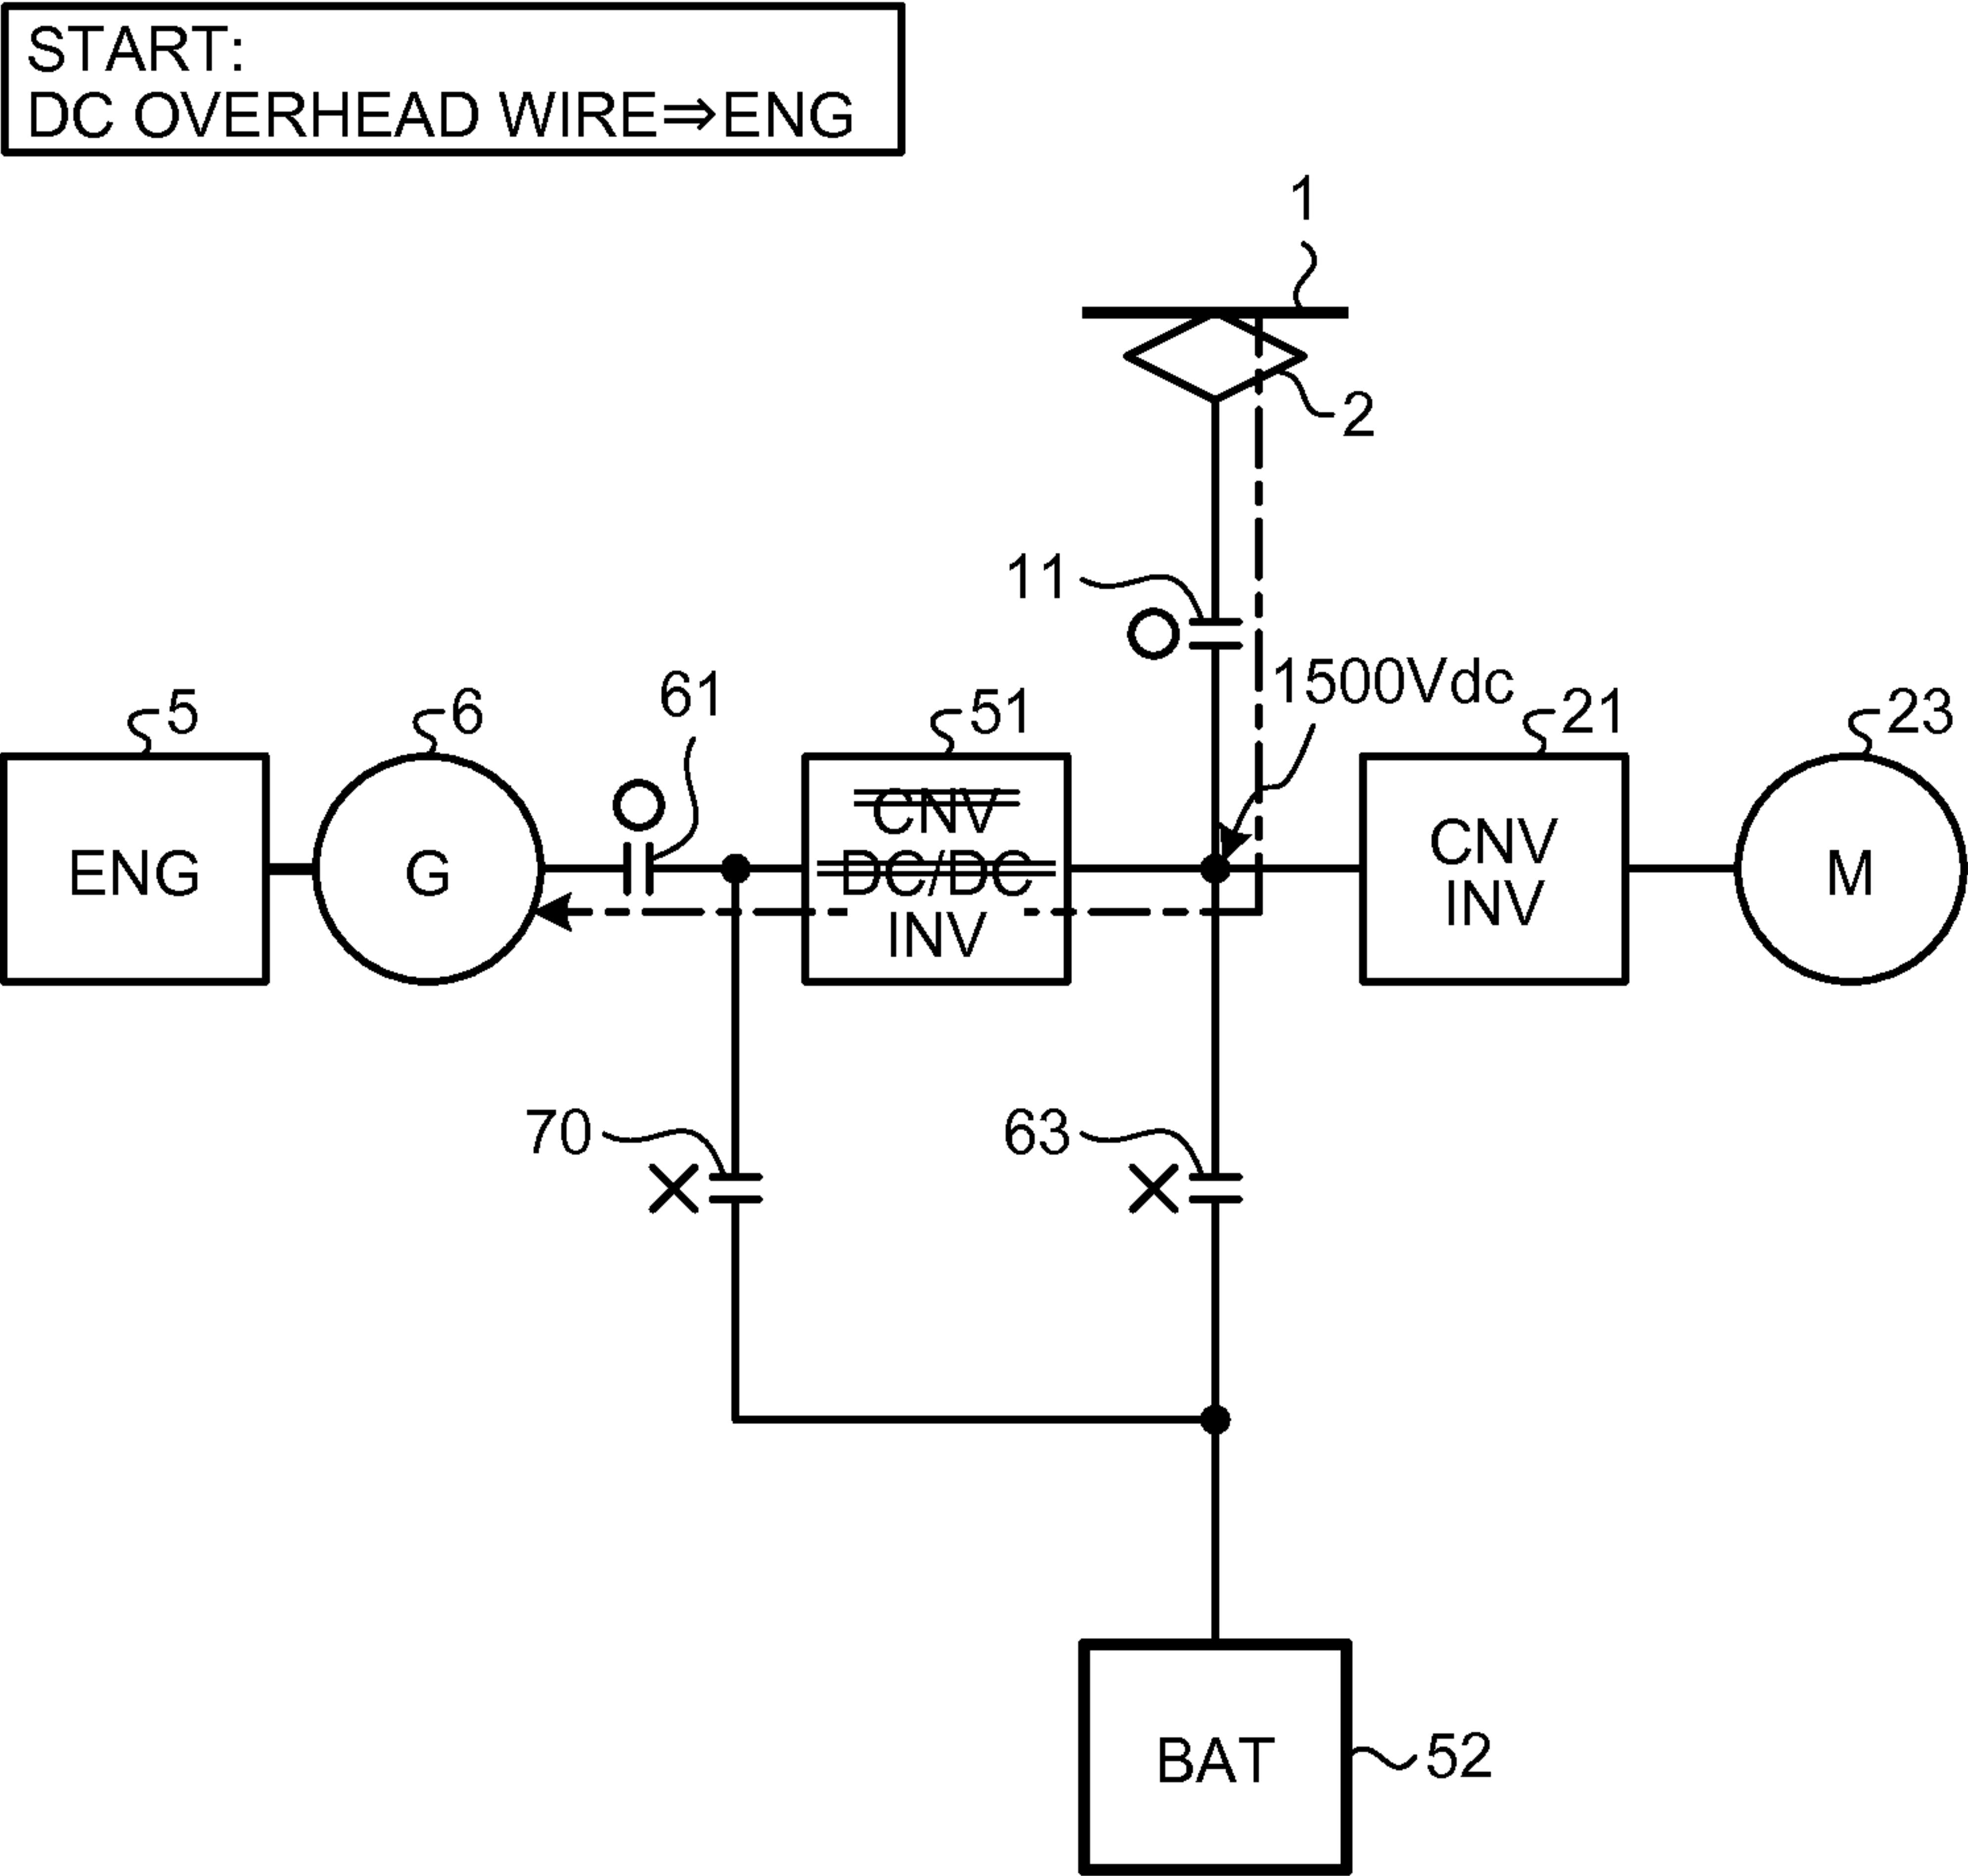 START:
DC OVERHEAD WIRE⇒ENG
1
2
11
1500Vdc
5
6
61
51
21
23
ENG
G
CNV
DC/DC
INV
CNV
INV
M
70
63
BAT
52